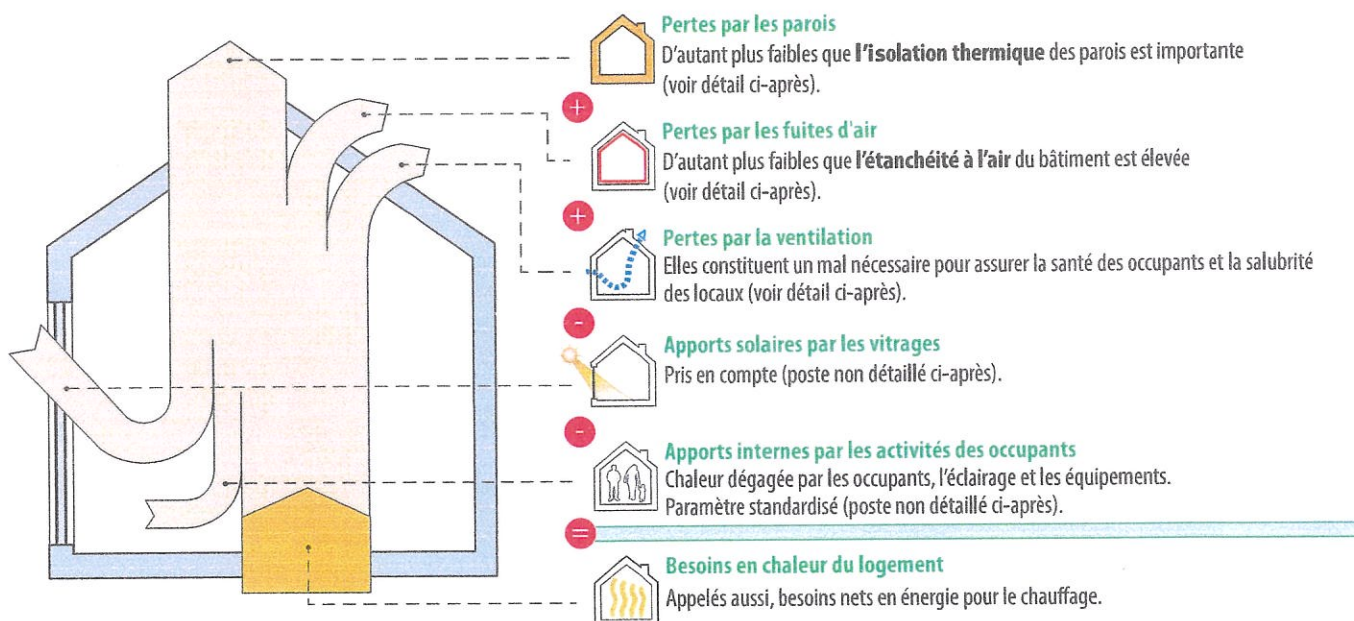 Pertes par les parois
D'autant plus faibles que l'isolation thermique des parois est importante
(voir détail ci-après).
+
Pertes par les fuites d'air
D'autant plus faibles que l'étanchéité à l'air du bâtiment est élevée
(voir détail ci-après).
+
Pertes par la ventilation
Elles constituent un mal nécessaire pour assurer la santé des occupants et la salubrité
des locaux (voir détail ci-après).
-
Apports solaires par les vitrages
Pris en compte (poste non détaillé ci-après).
-
Apports internes par les activités des occupants
Chaleur dégagée par les occupants, l'éclairage et les équipements.
Paramètre standardisé (poste non détaillé ci-après).
=
Besoins en chaleur du logement
Appelés aussi, besoins nets en énergie pour le chauffage.